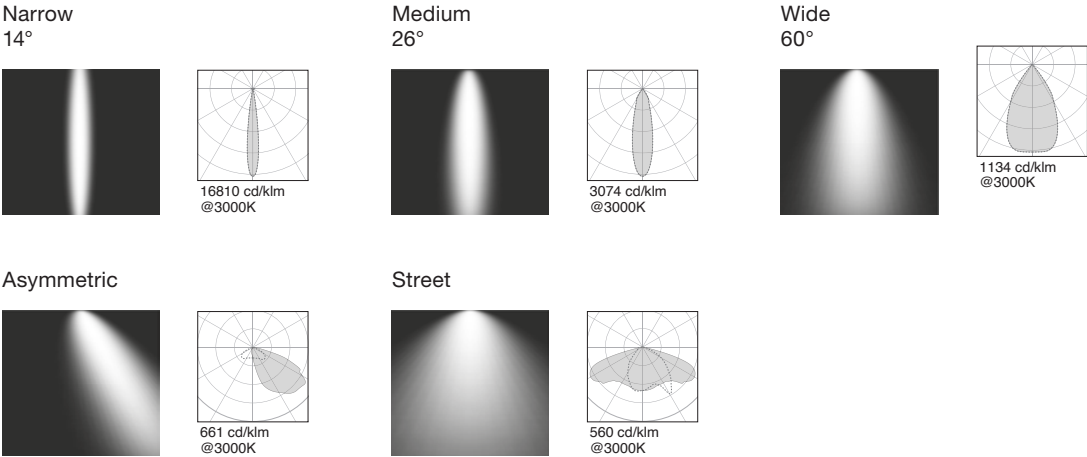 Narrow
14°
16810 cd/klm
@3000K
Medium
26°
3074 cd/klm
@3000K
Wide
60°
1134 cd/klm
@3000K
Asymmetric
661 cd/klm
@3000K
Street
560 cd/klm
@3000K